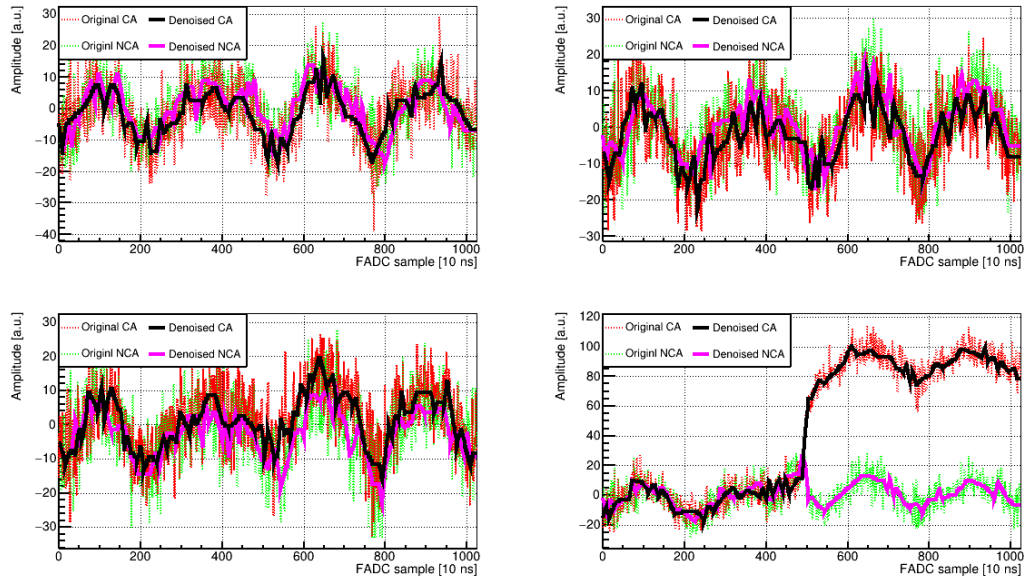 Amplitude [a.u.]
Original CA Denoised CA
Originl NCA Denoised NCA
30
20
10
0
−10
−20
−30
−40
0 200 400 600 800 1000
FADC sample [10 ns]
Amplitude [a.u.]
Original CA Denoised CA
Originl NCA Denoised NCA
30
20
10
0
−10
−20
−30
0 200 400 600 800 1000
FADC sample [10 ns]
Amplitude [a.u.]
Original CA Denoised CA
Originl NCA Denoised NCA
30
20
10
0
−10
−20
−30
0 200 400 600 800 1000
FADC sample [10 ns]
Amplitude [a.u.]
Original CA Denoised CA
Originl NCA Denoised NCA
120
100
80
60
40
20
0
−20
0 200 400 600 800 1000
FADC sample [10 ns]